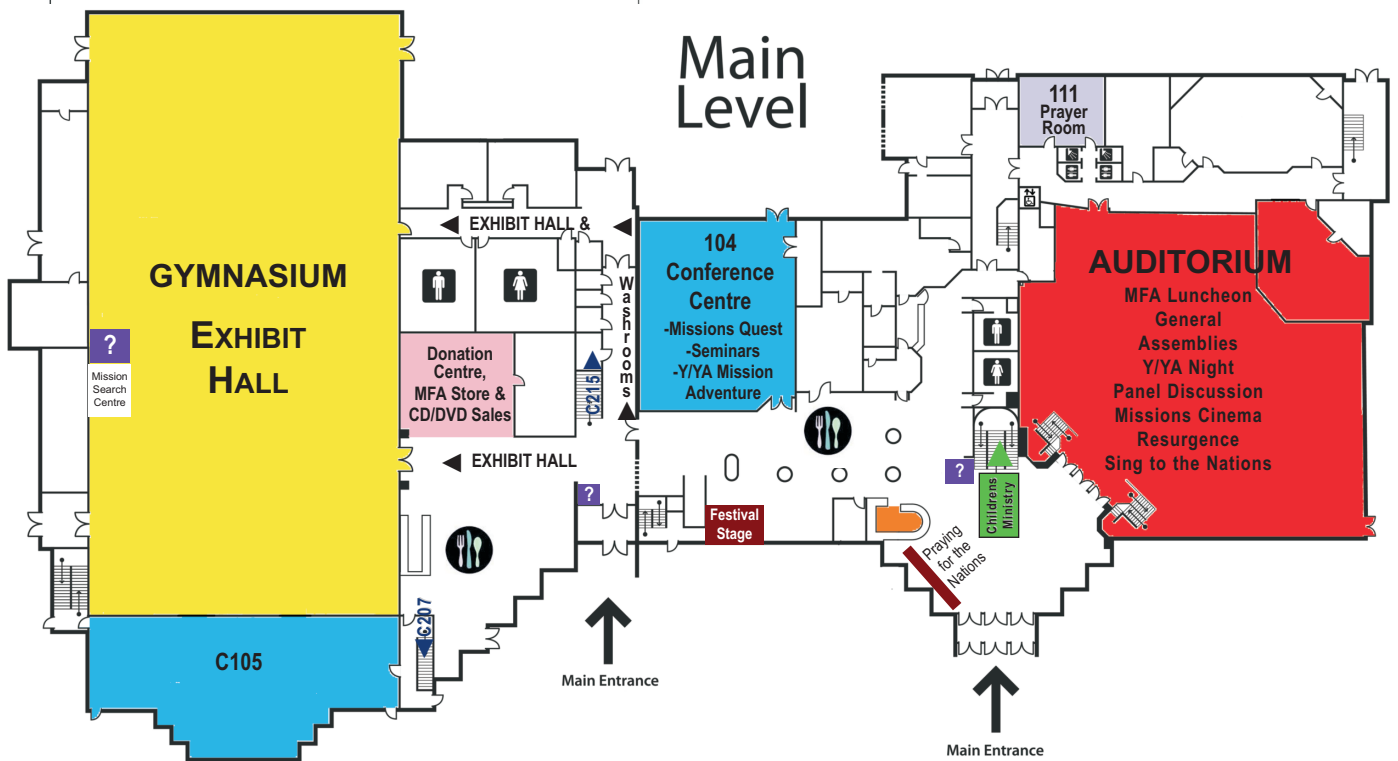 Main
Level
111
Prayer
Room
EXHIBIT HALL &
Washrooms
GYMNASIUM
EXHIBIT
HALL
?
Mission
Search
Centre
Donation
Centre,
MFA Store &
CD/DVD Sales
C215
104
Conference
Centre
-Missions Quest
-Seminars
-Y/YA Mission
Adventure
AUDITORIUM
MFA Luncheon
General
Assemblies
Y/YA Night
Panel Discussion
Missions Cinema
Resurgence
Sing to the Nations
EXHIBIT HALL
?
?
Festival
Stage
Childrens
Ministry
Praying
for the
Nations
C207
C105
Main Entrance
Main Entrance